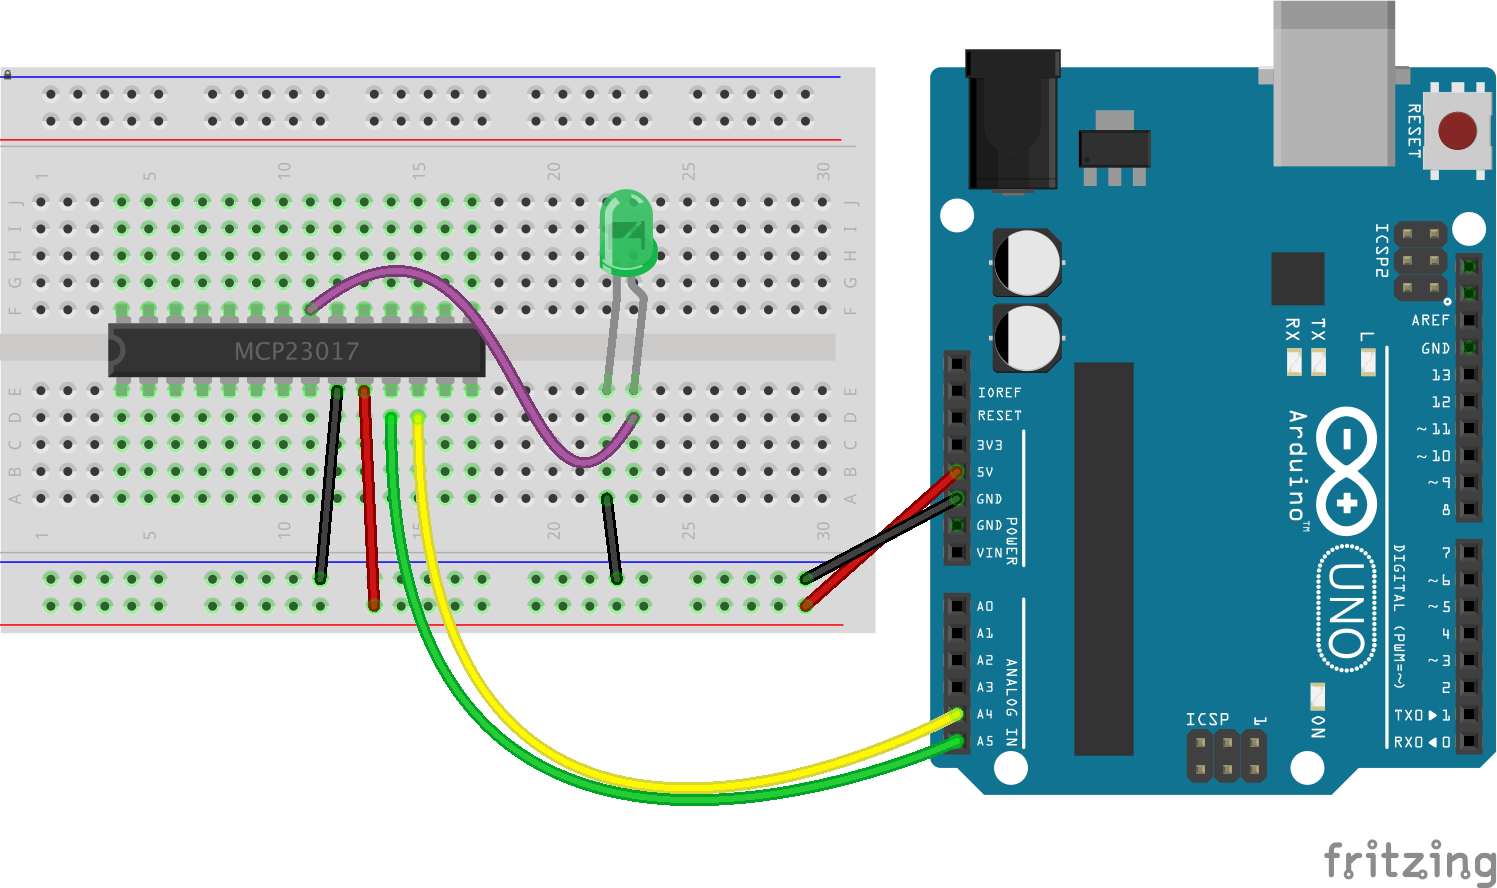 1 5 10 15 20 25 30
J J
I I
H H
G G
F F
MCP23017
E E
D D
C C
B B
A A
1 5 10 15 20 25 30
RESET
ICSP2
IOREF
RESET
3V3
5V
GND
GND
VIN
POWER
A0
A1
A2
A3
A4
A5
ANALOG IN
RX TX L
Arduino™
UNO
AREF
GND
13
12
~11
~10
~9
8
7
~6
~5
4
~3
2
TX0▶1
RX0◀0
DIGITAL (PWM=~)
ICSP 1
ON
fritzing